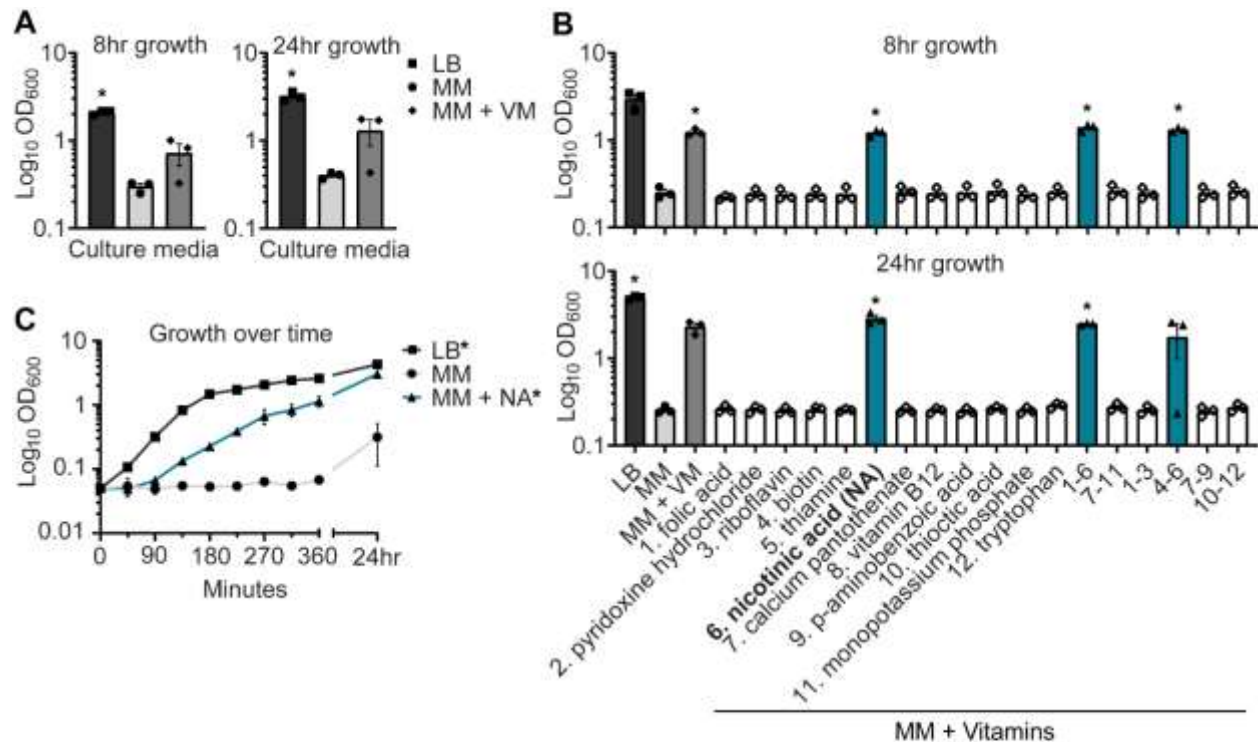 A
8hr growth
24hr growth
Log10 OD600
10
1
0.1
10
1
0.1
Culture media
Culture media
LB
MM
MM + VM
B
8hr growth
Log10 OD600
10
1
0.1
*
24hr growth
Log10 OD600
10
1
0.1
*
LB
MM
MM + VM
1. folic acid
2. pyridoxine hydrochloride
3. riboflavin
4. biotin
5. thiamine
6. nicotinic acid (NA)
7. calcium pantothenate
8. vitamin B12
9. p-aminobenzoic acid
10. thioctic acid
11. monopotassium phosphate
12. tryptophan
1-6
7-11
1-3
4-6
7-9
10-12
MM + Vitamins
C
Growth over time
Log10 OD600
10
1
0.1
0.01
0
90
180
270
360
24hr
Minutes
LB*
MM
MM + NA*